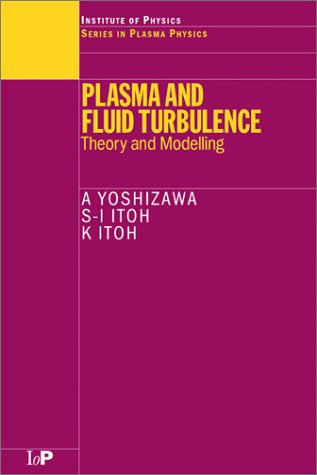 INSTITUTE OF PHYSICS
SERIES IN PLASMA PHYSICS
PLASMA AND
FLUID TURBULENCE
Theory and Modelling
A YOSHIZAWA
S-I ITOH
K ITOH
IoP